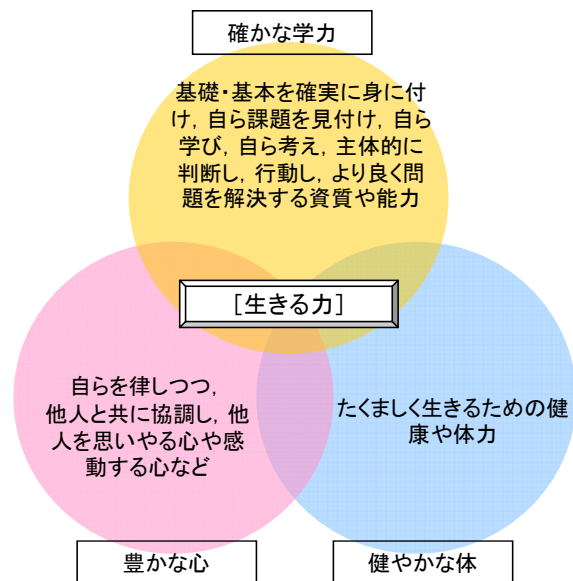 確かな学力
基礎・基本を確実に身に付
け，自ら課題を見付け，自ら
学び，自ら考え，主体的に
判断し，行動し，より良く問
題を解決する資質や能力
［生きる力］
自らを律しつつ，
他人と共に協調し，他
人を思いやる心や感
動する心など
たくましく生きるための健
康や体力
豊かな心
健やかな体